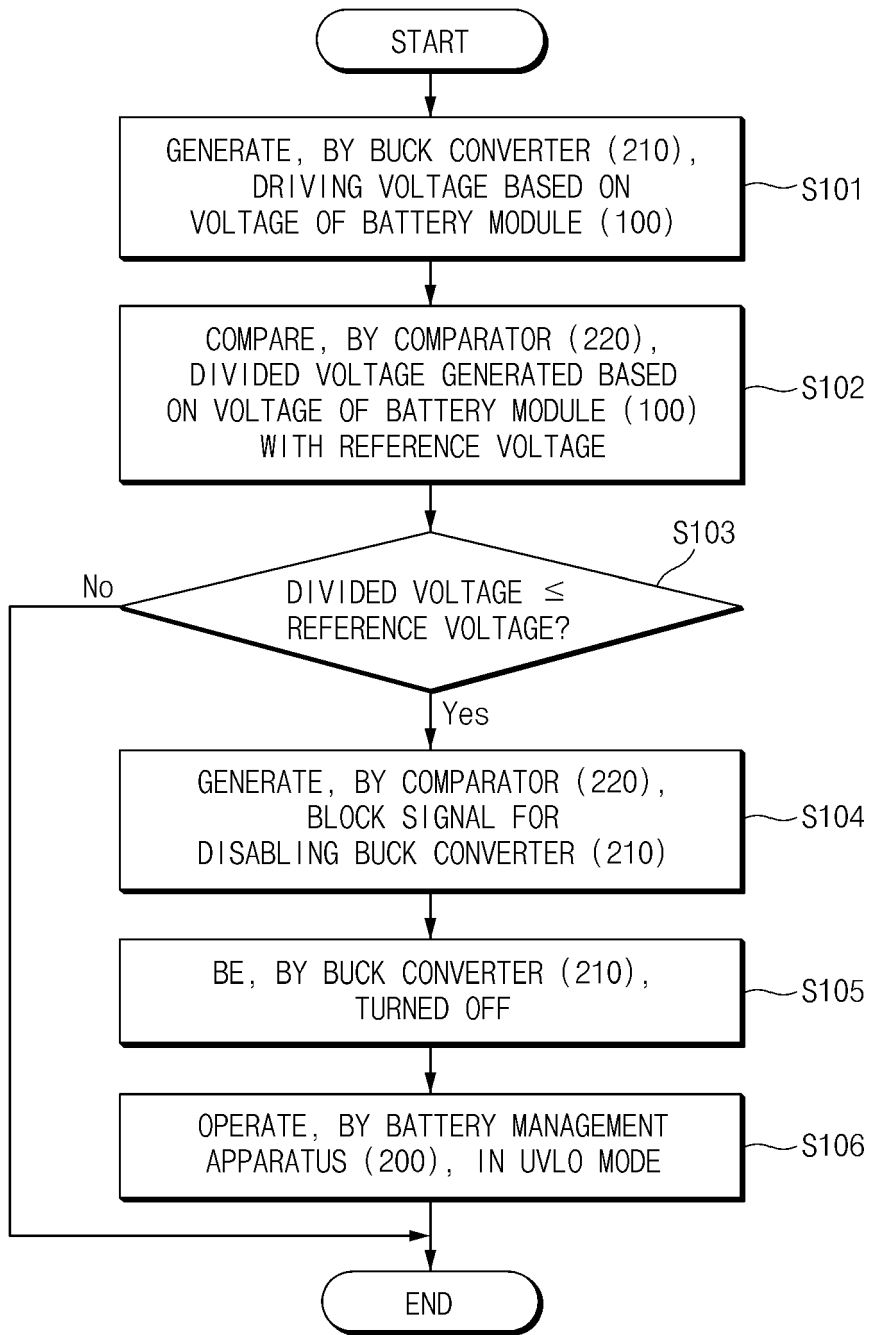 START
GENERATE, BY BUCK CONVERTER (210),
DRIVING VOLTAGE BASED ON
VOLTAGE OF BATTERY MODULE (100)
S101
COMPARE, BY COMPARATOR (220),
DIVIDED VOLTAGE GENERATED BASED
ON VOLTAGE OF BATTERY MODULE (100)
WITH REFERENCE VOLTAGE
S102
S103
DIVIDED VOLTAGE ≦
REFERENCE VOLTAGE?
No
Yes
GENERATE, BY COMPARATOR (220),
BLOCK SIGNAL FOR
DISABLING BUCK CONVERTER (210)
S104
BE, BY BUCK CONVERTER (210),
TURNED OFF
S105
OPERATE, BY BATTERY MANAGEMENT
APPARATUS (200), IN UVLO MODE
S106
END